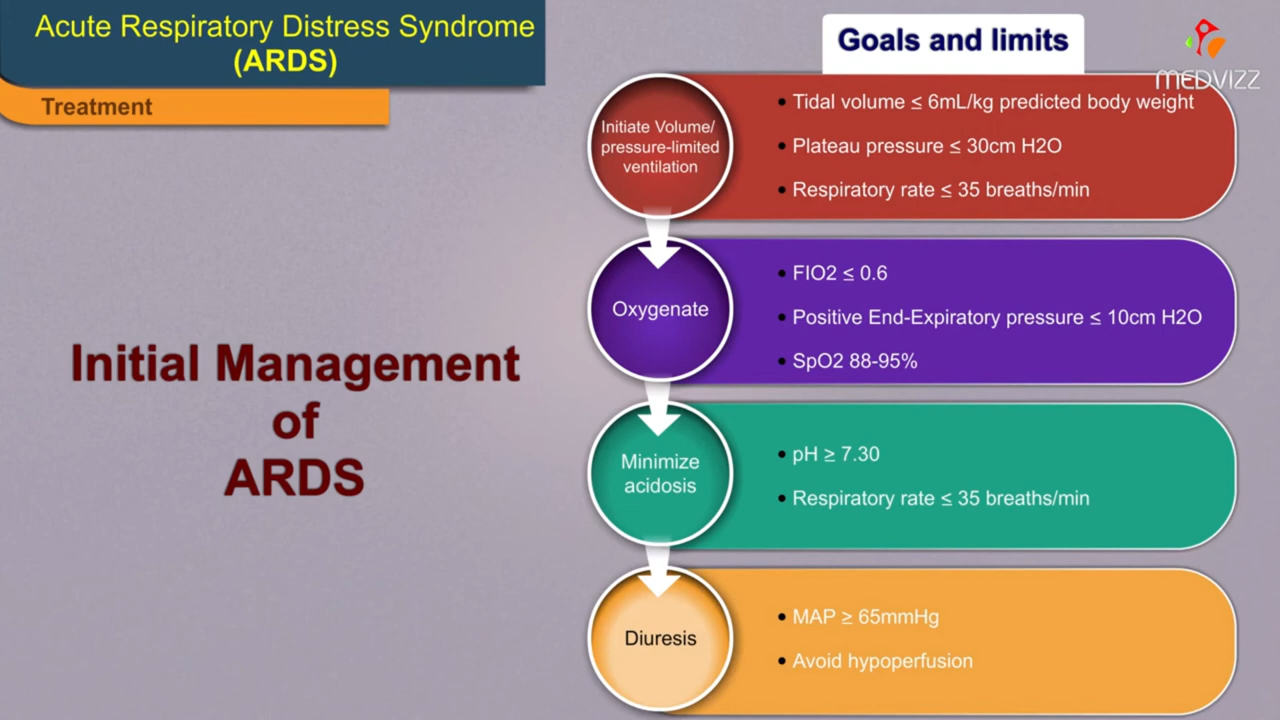 Acute Respiratory Distress Syndrome
(ARDS)
Treatment
Initial Management
of
ARDS
Goals and limits
MEDVIZZ
Initiate Volume/
pressure-limited
ventilation
• Tidal volume ≤ 6mL/kg predicted body weight
• Plateau pressure ≤ 30cm H2O
• Respiratory rate ≤ 35 breaths/min
Oxygenate
• FIO2 ≤ 0.6
• Positive End-Expiratory pressure ≤ 10cm H2O
• SpO2 88-95%
Minimize
acidosis
• pH ≥ 7.30
• Respiratory rate ≤ 35 breaths/min
Diuresis
• MAP ≥ 65mmHg
• Avoid hypoperfusion